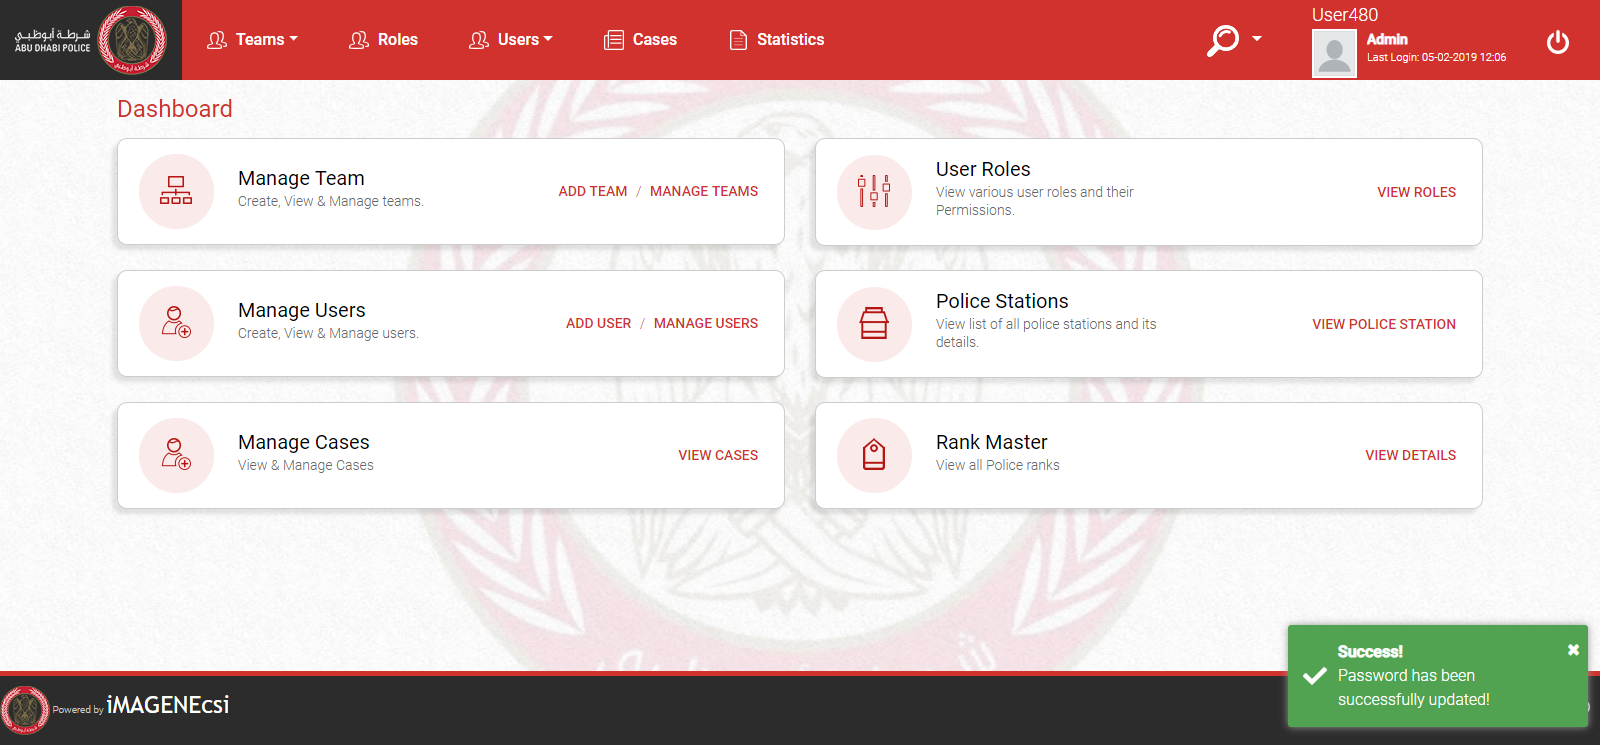 شرطة أبوظبي
ABU DHABI POLICE
شرطة أبوظبي
Teams
Roles
Users
Cases
Statistics
User480
Admin
Last Login: 05-02-2019 12:06
Dashboard
Manage Team
Create, View & Manage teams.
ADD TEAM / MANAGE TEAMS
User Roles
View various user roles and their
Permissions.
VIEW ROLES
Manage Users
Create, View & Manage users.
ADD USER / MANAGE USERS
Police Stations
View list of all police stations and its
details.
VIEW POLICE STATION
Manage Cases
View & Manage Cases
VIEW CASES
Rank Master
View all Police ranks
VIEW DETAILS
Success!
Password has been
successfully updated!
Powered by iMAGENEcsi